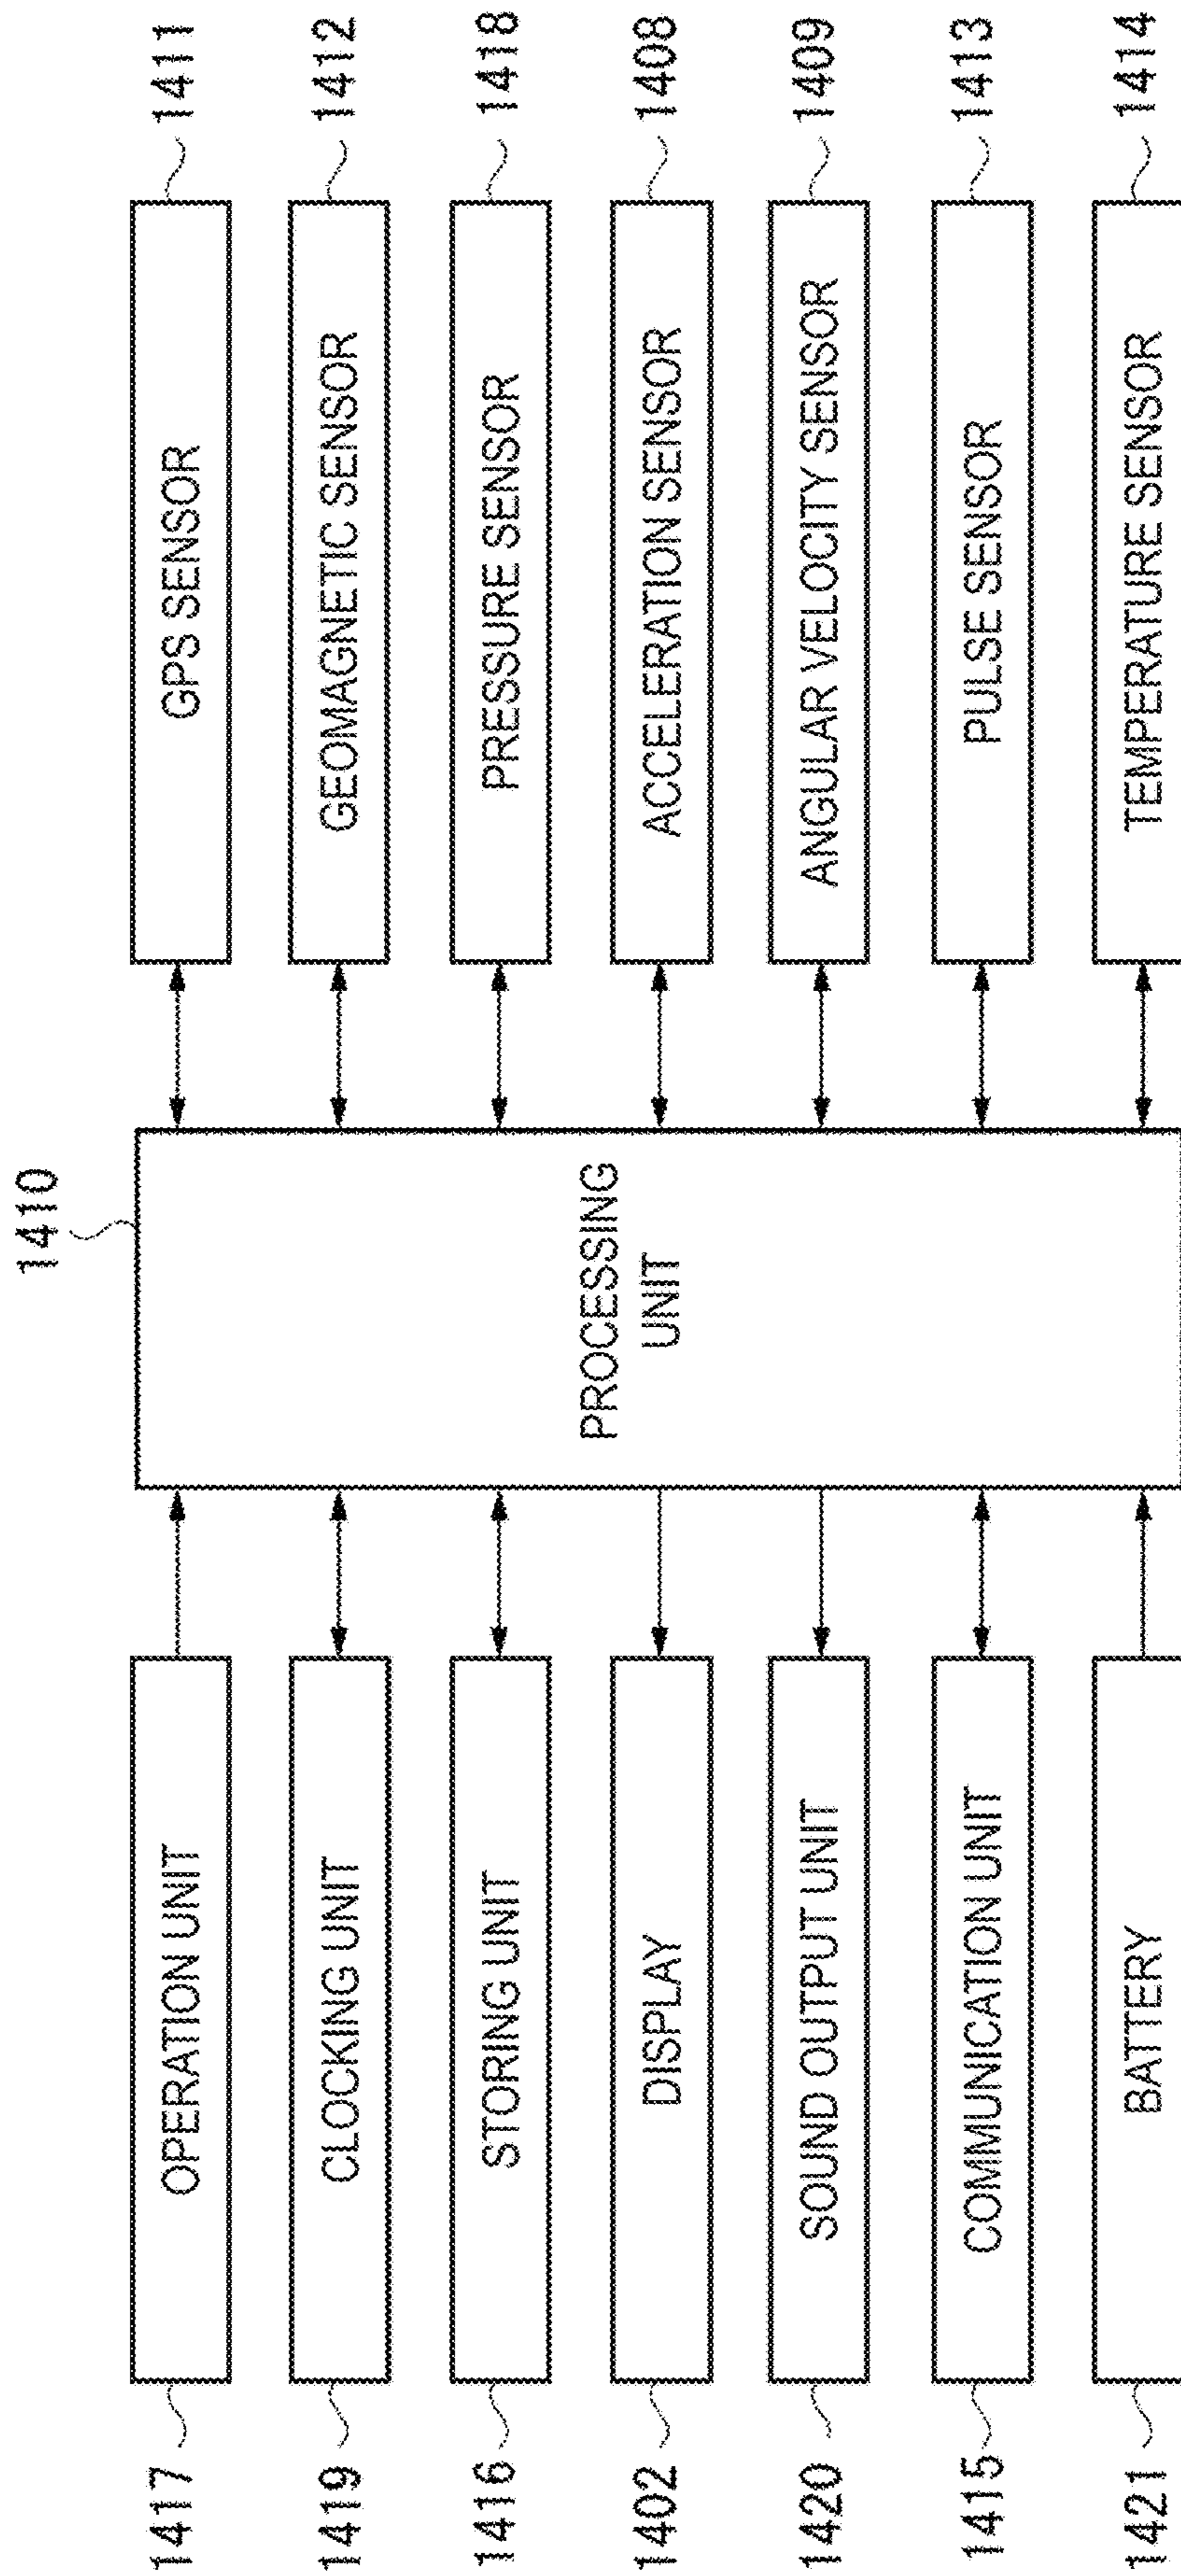 1410
1417
OPERATION UNIT
1419
CLOCKING UNIT
1416
STORING UNIT
1402
DISPLAY
1420
SOUND OUTPUT UNIT
1415
COMMUNICATION UNIT
1421
BATTERY
PROCESSING
UNIT
GPS SENSOR
1411
GEOMAGNETIC SENSOR
1412
PRESSURE SENSOR
1418
ACCELERATION SENSOR
1408
ANGULAR VELOCITY SENSOR
1409
PULSE SENSOR
1413
TEMPERATURE SENSOR
1414